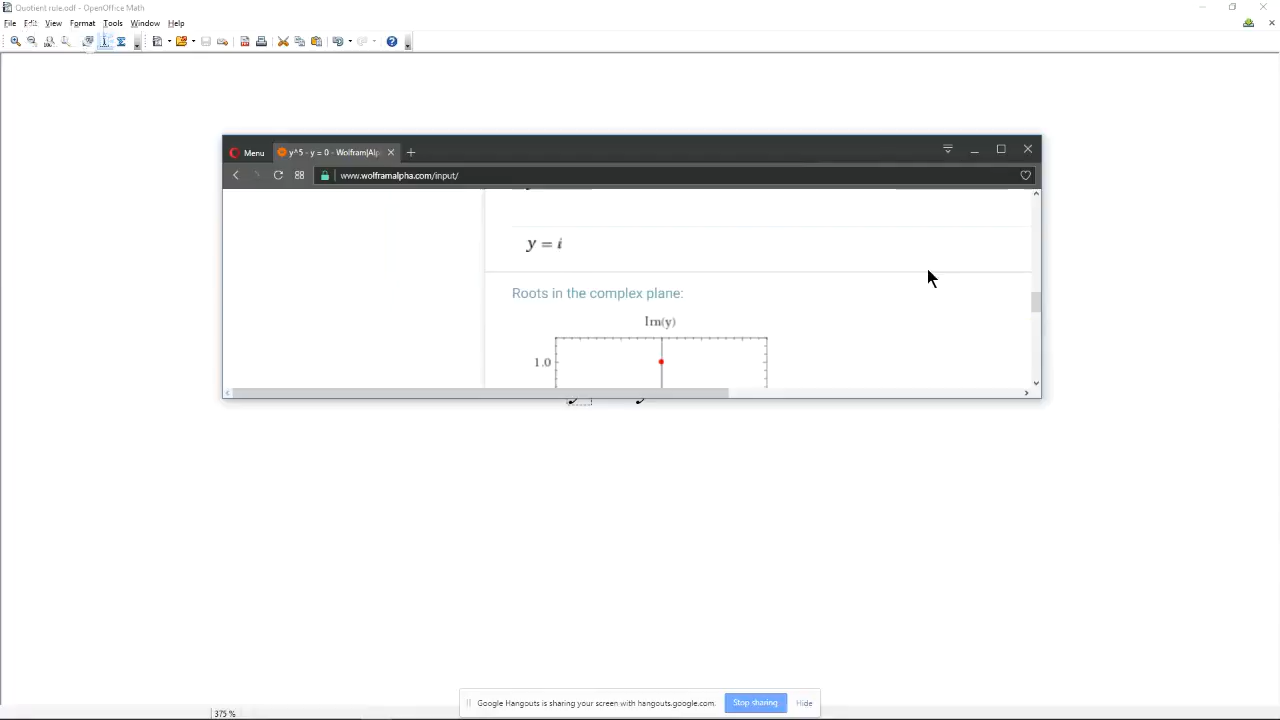 Quotient rule.odf - OpenOffice Math
File Edit View Format Tools Window Help
Menu
y^5 - y = 0 - Wolfram|Alp
www.wolframalpha.com/input/
y = i
Roots in the complex plane:
Im(y)
1.0
Google Hangouts is sharing your screen with hangouts.google.com.
Stop sharing
Hide
375 %